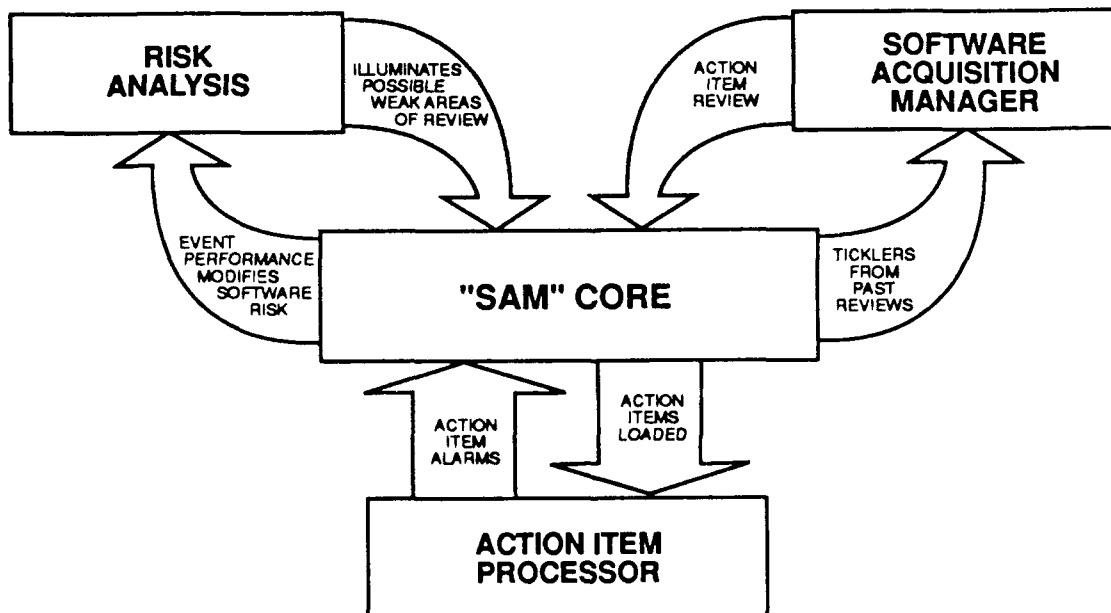 RISK
ANALYSIS
ILLUMINATES
POSSIBLE
WEAK AREAS
OF REVIEW
ACTION
ITEM
REVIEW
SOFTWARE
ACQUISITION
MANAGER
EVENT
PERFORMANCE
MODIFIES
SOFTWARE
RISK
"SAM" CORE
TICKLERS
FROM
PAST
REVIEWS
ACTION
ITEM
ALARMS
ACTION
ITEMS
LOADED
ACTION ITEM
PROCESSOR